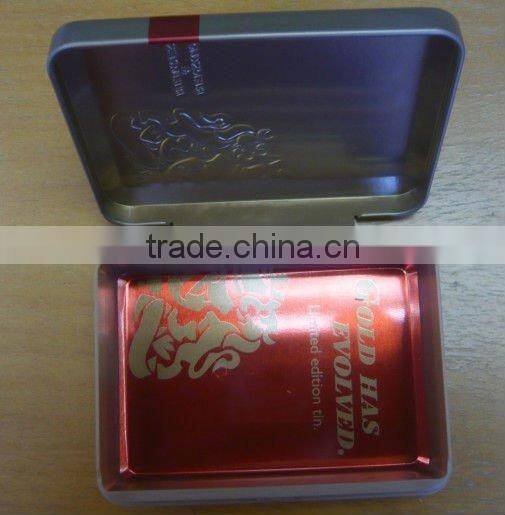 trade.china.cn
GOLD HAS
EVOLVED.
Limited edition tin.